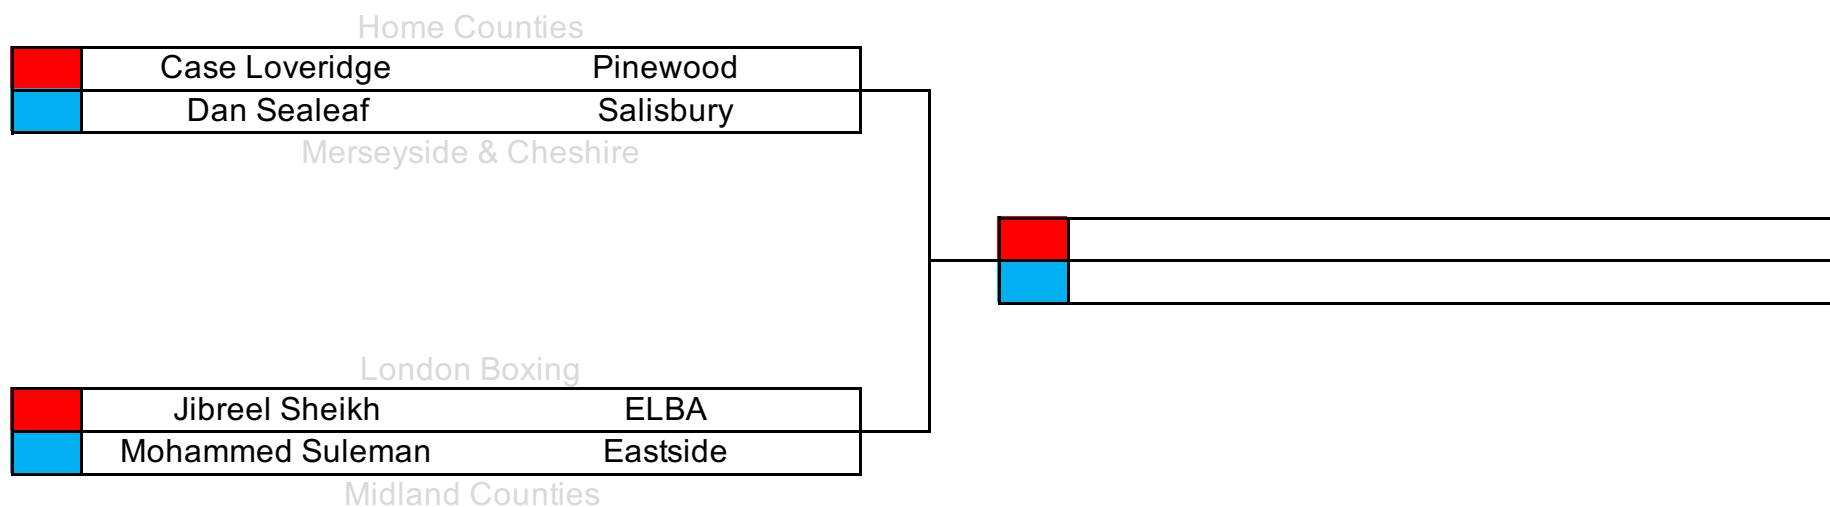 Home Counties
Case Loveridge Pinewood
Dan Sealeaf Salisbury
Merseyside & Cheshire
London Boxing
Jibreel Sheikh ELBA
Mohammed Suleman Eastside
Midland Counties